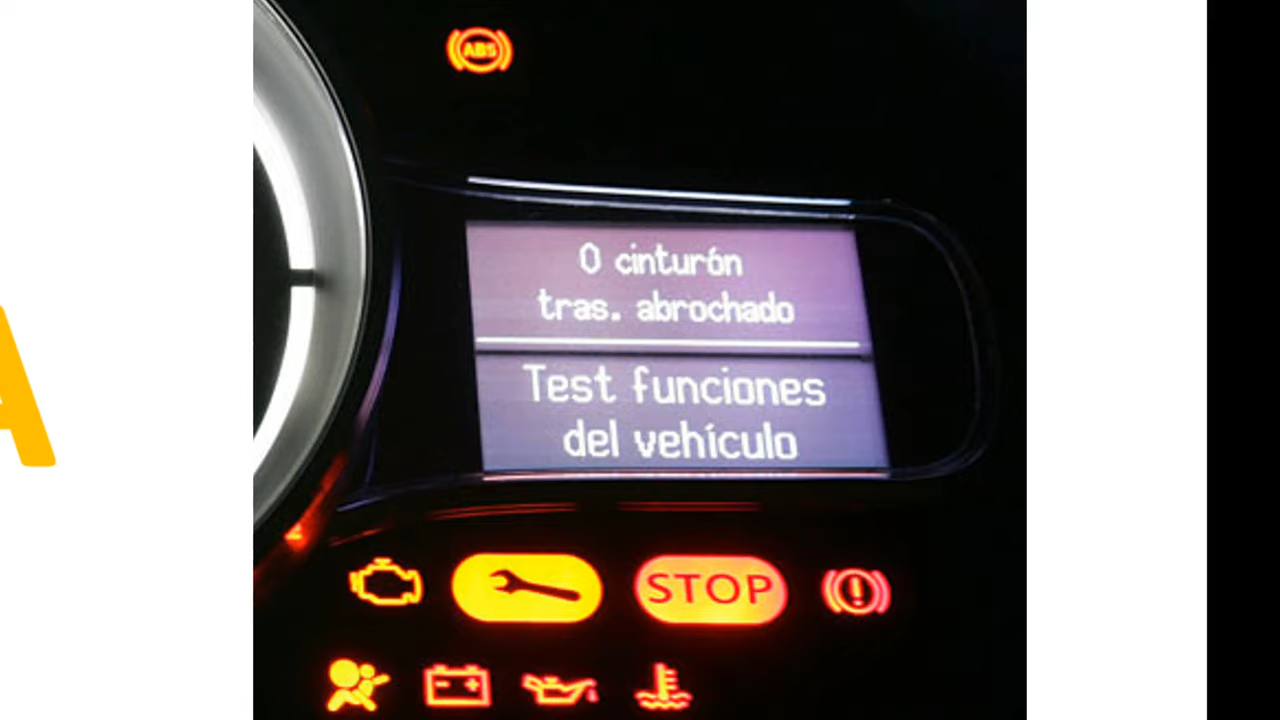 A
ABS
0 cinturón
tras. abrochado
Test funciones
del vehículo
STOP